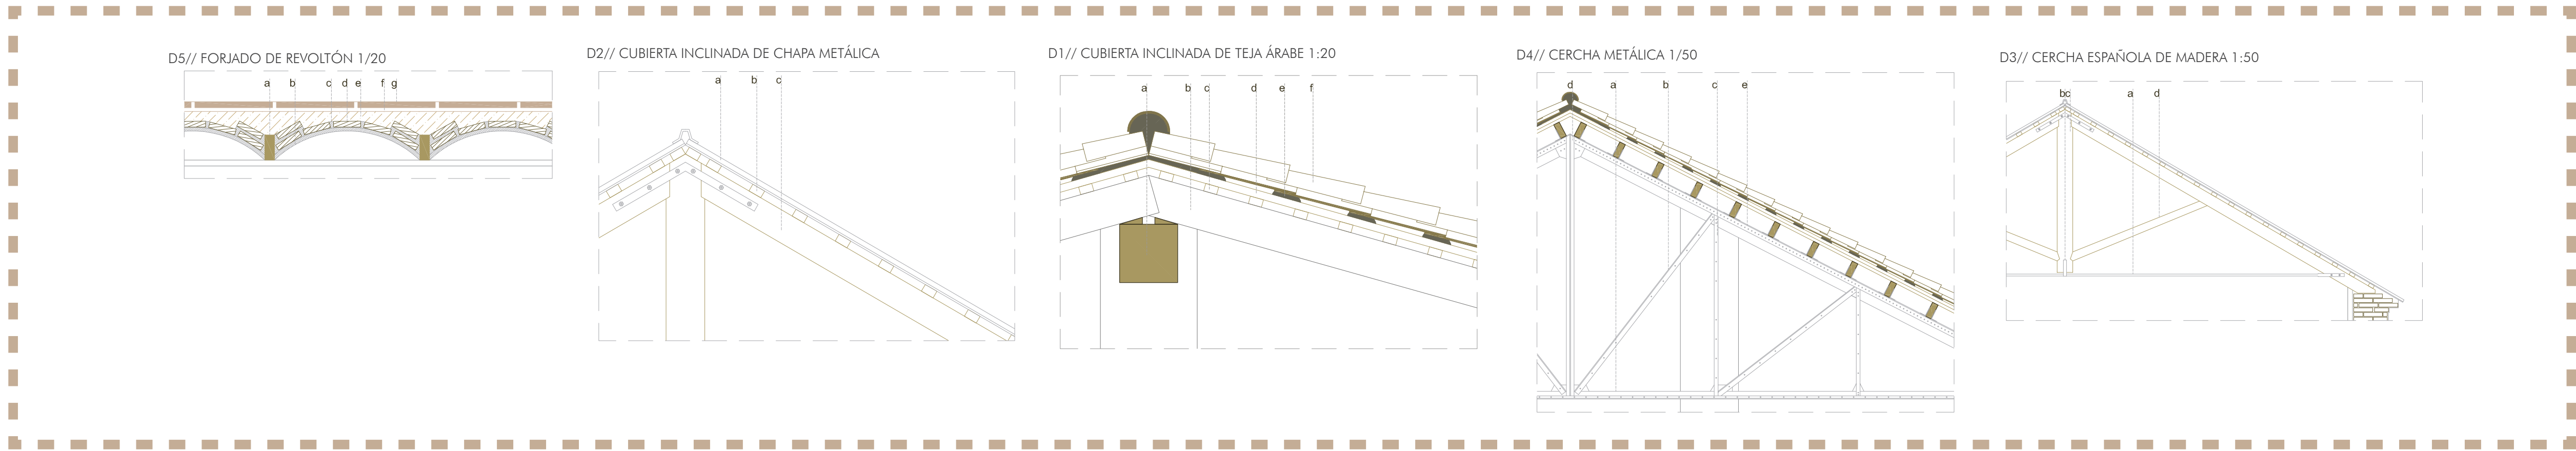 D5// FORJADO DE REVOLTÓN 1/20
a b c d e f g
D2// CUBIERTA INCLINADA DE CHAPA METÁLICA
a b c
D1// CUBIERTA INCLINADA DE TEJA ÁRABE 1:20
a b c d e f
D4// CERCHA METÁLICA 1/50
d a b c e
D3// CERCHA ESPAÑOLA DE MADERA 1:50
bc a d